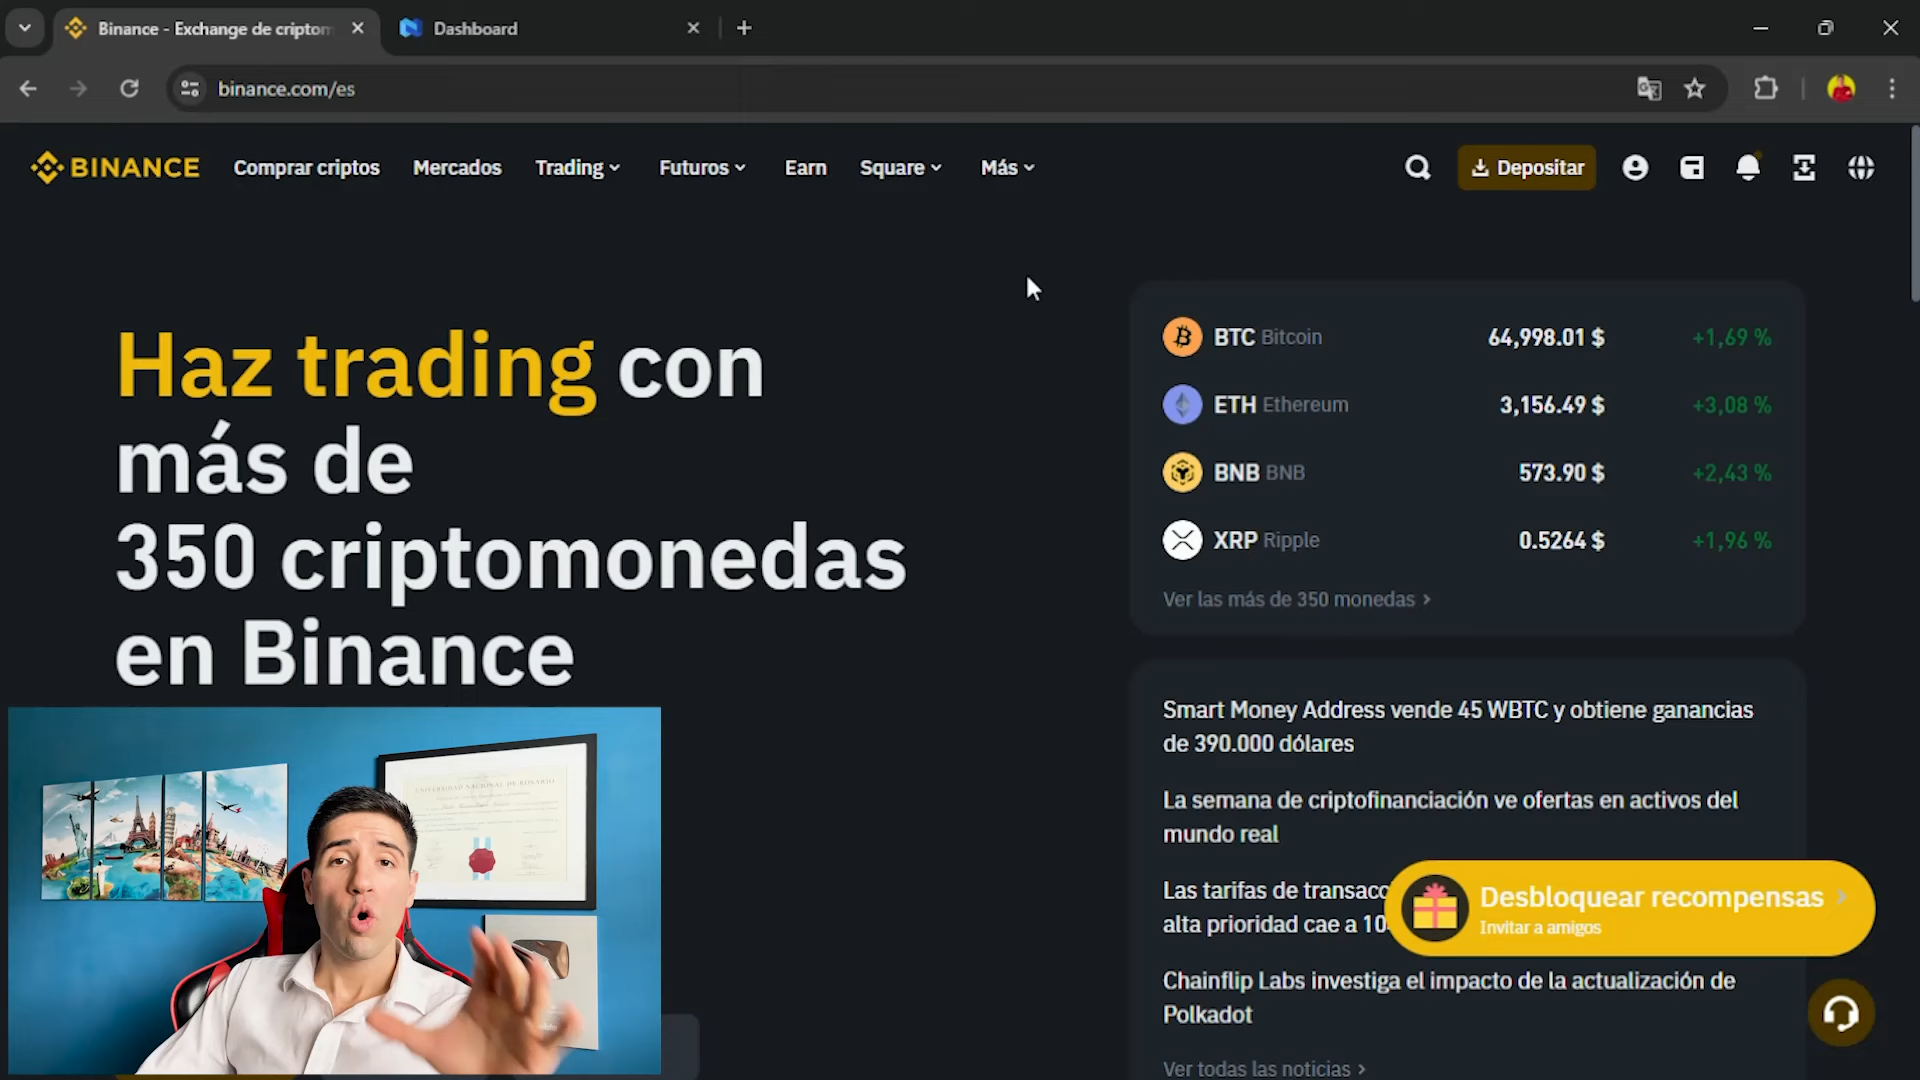 Binance - Exchange de criptom
Dashboard
binance.com/es
BINANCE
Comprar criptos
Mercados
Trading
Futuros
Earn
Square
Más
Depositar
Haz trading con
más de
350 criptomonedas
en Binance
BTC Bitcoin 64,998.01 $ +1,69 %
ETH Ethereum 3,156.49 $ +3,08 %
BNB BNB 573.90 $ +2,43 %
XRP Ripple 0.5264 $ +1,96 %
Ver las más de 350 monedas
Smart Money Address vende 45 WBTC y obtiene ganancias
de 390.000 dólares
La semana de criptofinanciación ve ofertas en activos del
mundo real
Las tarifas de transacc
alta prioridad cae a 10
Desbloquear recompensas
Invitar a amigos
Chainflip Labs investiga el impacto de la actualización de
Polkadot
Ver todas las noticias
UNIVERSIDAD NACIONAL DE ROSARIO